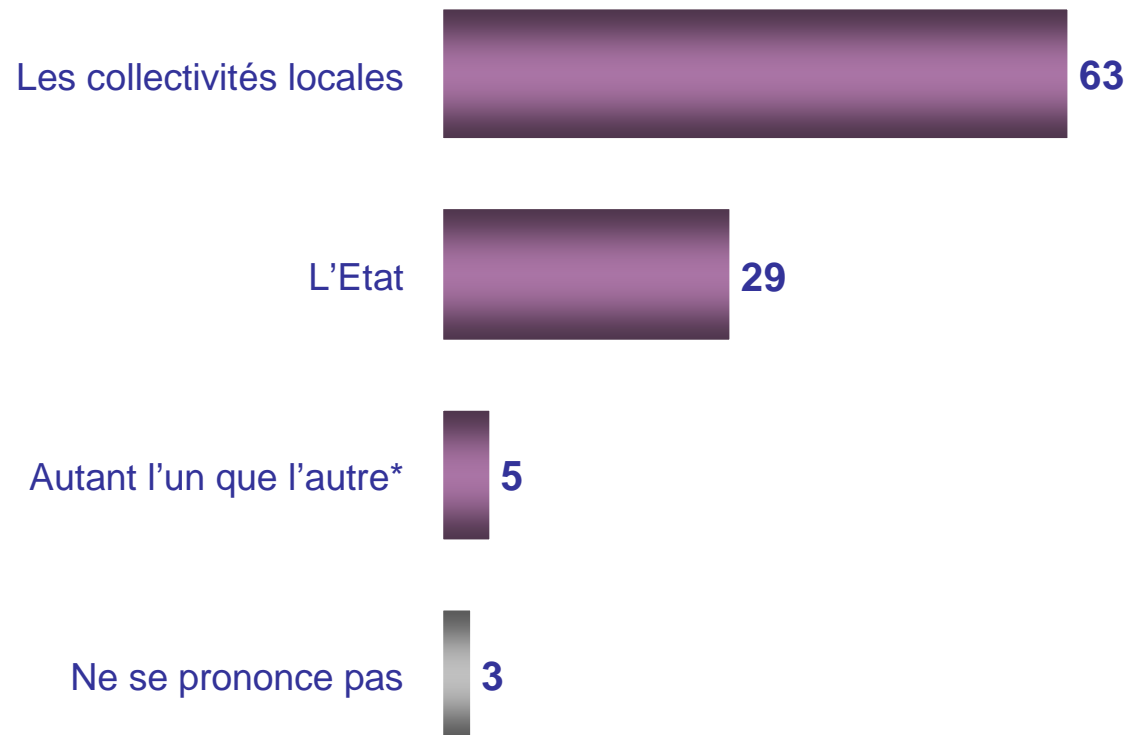 Les collectivités locales 63
L’Etat 29
Autant l’un que l’autre* 5
Ne se prononce pas 3